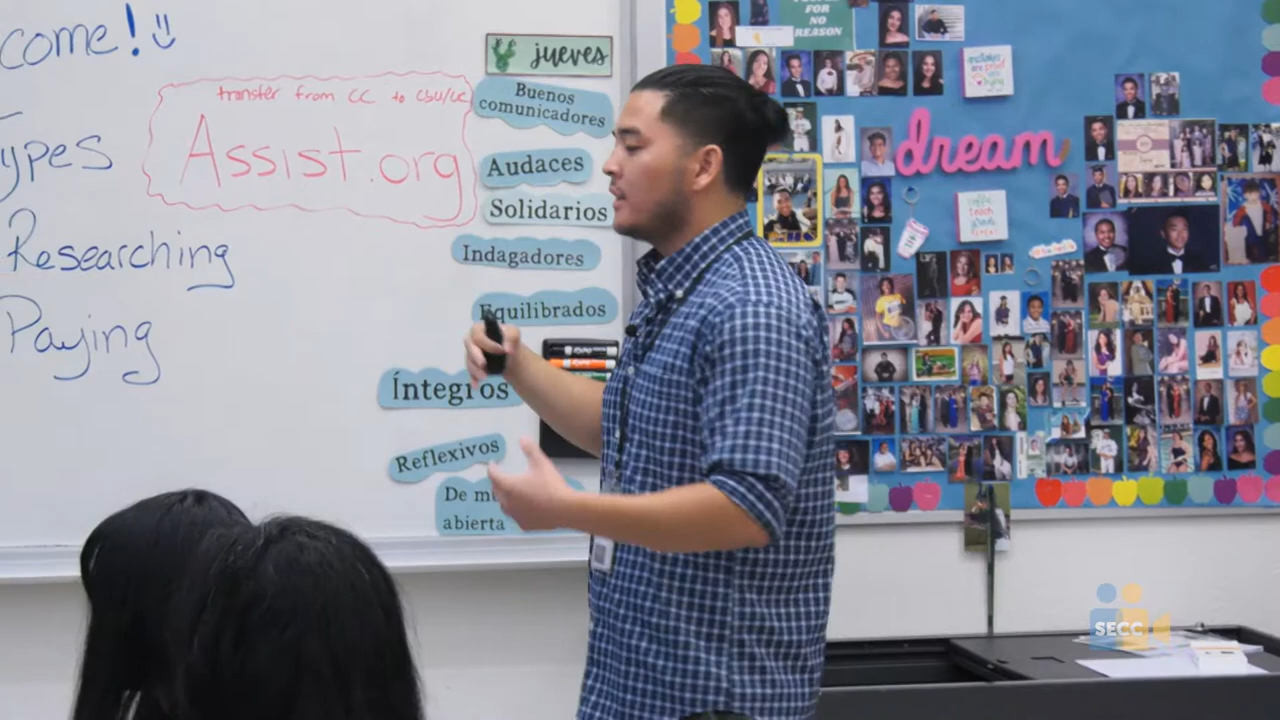 come! :)
ypes
Researching
Paying
transfer from CC to CSU/UC
Assist.org
jueves
Buenos
comunicadores
Audaces
Solidarios
Indagadores
Equilibrados
Íntegros
Reflexivos
De m
abierta
FOR NO
REASON
dream
SECC